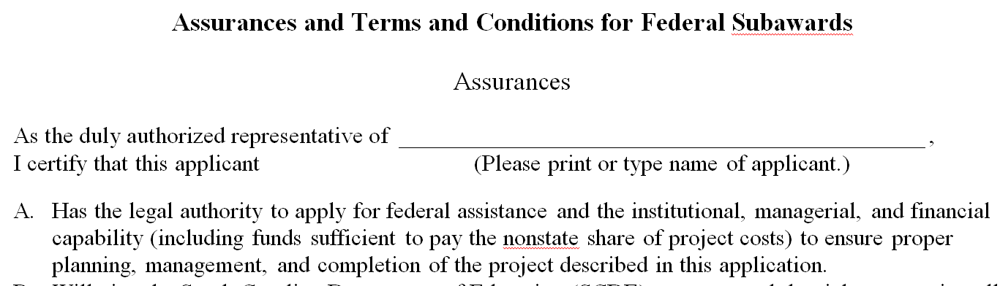 Assurances and Terms and Conditions for Federal Subawards
Assurances
As the duly authorized representative of ________________________________________,
I certify that this applicant (Please print or type name of applicant.)
A. Has the legal authority to apply for federal assistance and the institutional, managerial, and financial
capability (including funds sufficient to pay the nonstate share of project costs) to ensure proper
planning, management, and completion of the project described in this application.